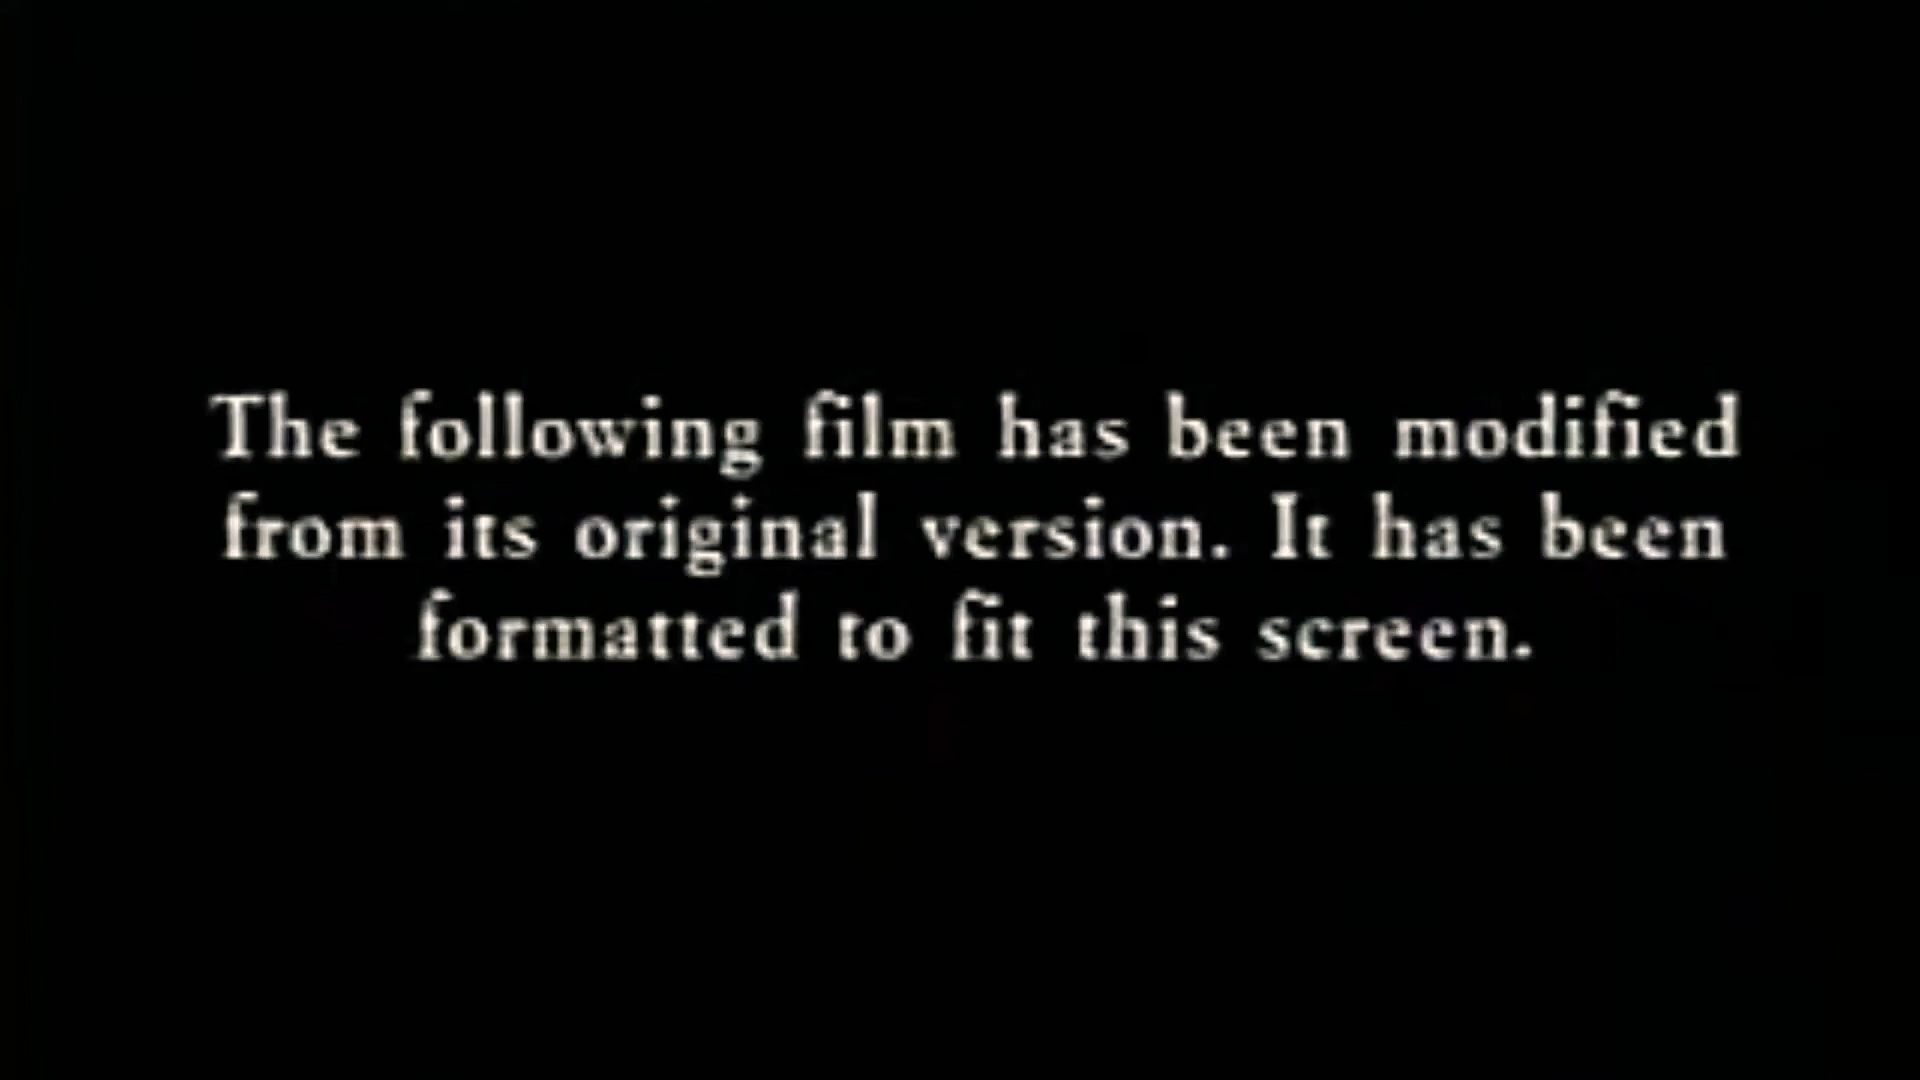 The following film has been modified
from its original version. It has been
formatted to fit this screen.